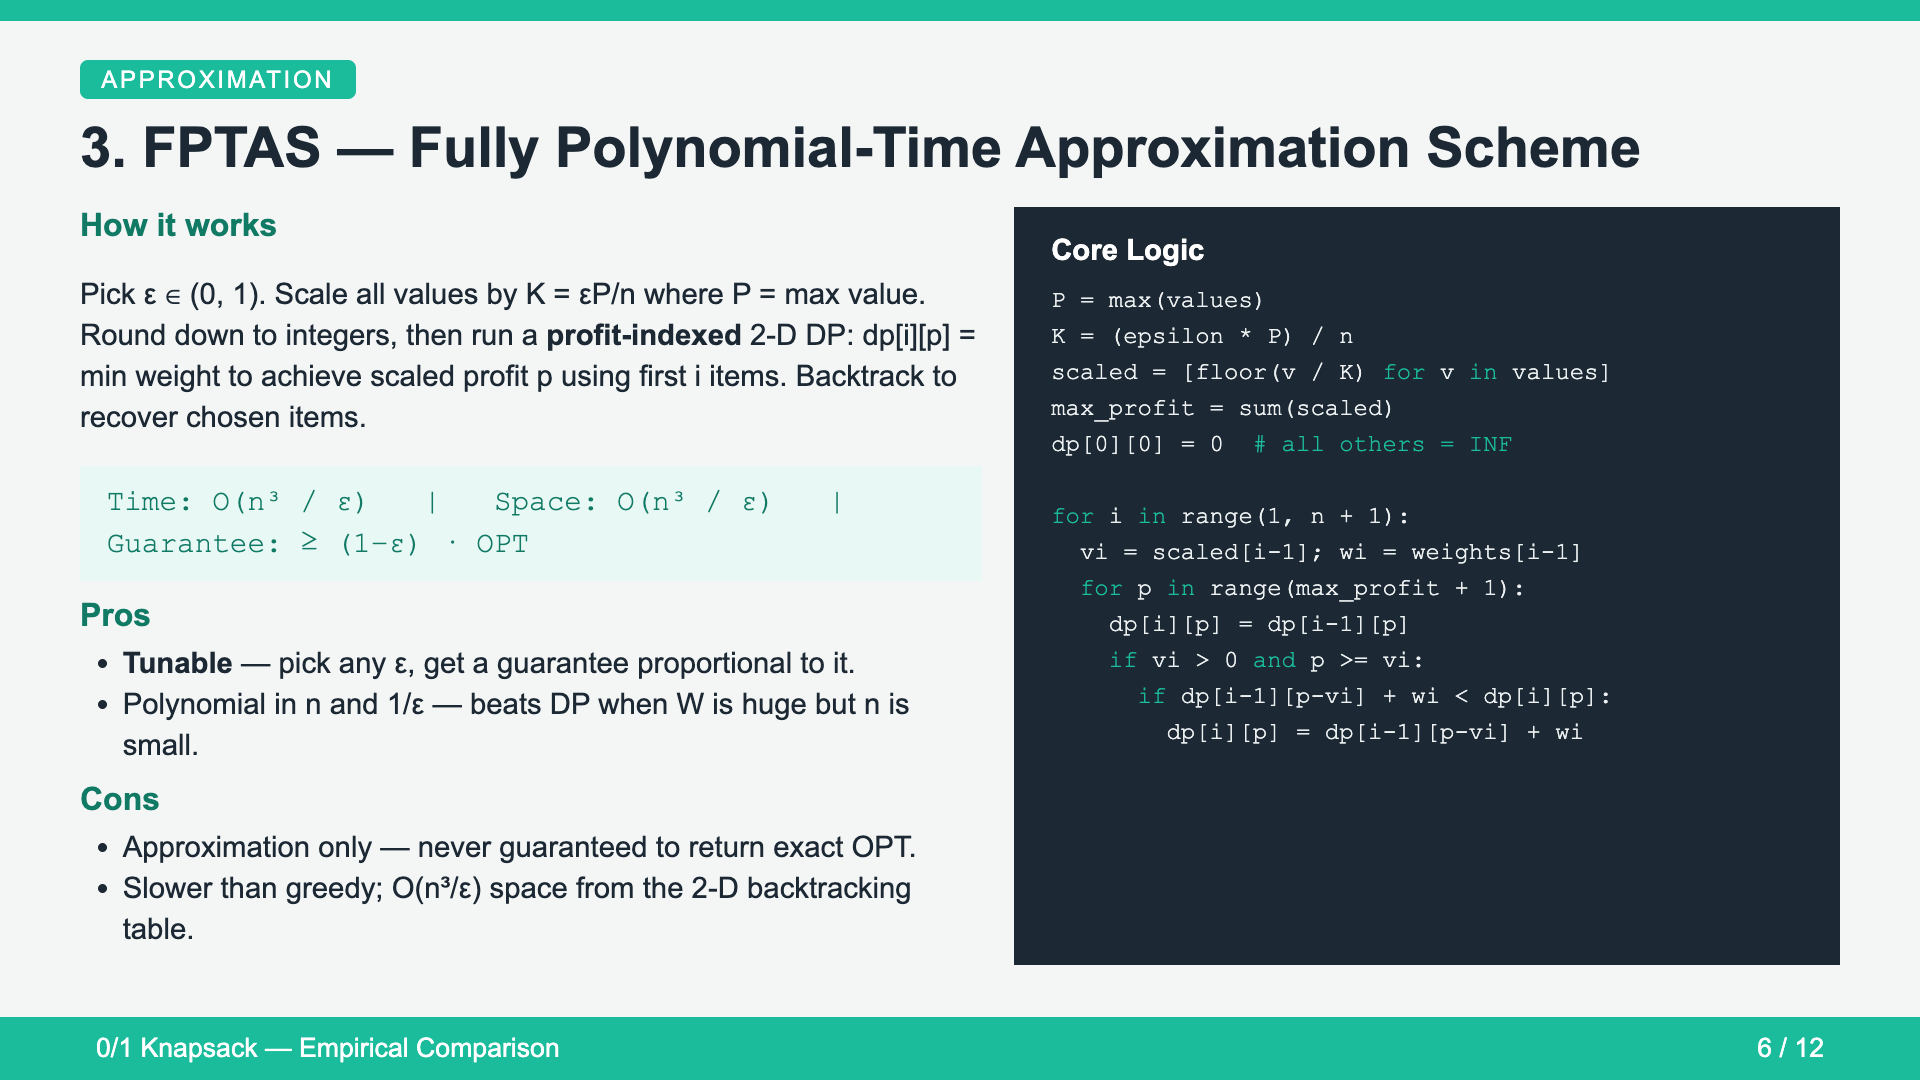 APPROXIMATION
3. FPTAS — Fully Polynomial-Time Approximation Scheme
How it works
Pick ε ∈ (0, 1). Scale all values by K = εP/n where P = max value.
Round down to integers, then run a profit-indexed 2-D DP: dp[i][p] =
min weight to achieve scaled profit p using first i items. Backtrack to
recover chosen items.
Time: O(n³ / ε)   |   Space: O(n³ / ε)   |
Guarantee: ≥ (1−ε) · OPT
Pros
• Tunable — pick any ε, get a guarantee proportional to it.
• Polynomial in n and 1/ε — beats DP when W is huge but n is
small.
Cons
• Approximation only — never guaranteed to return exact OPT.
• Slower than greedy; O(n³/ε) space from the 2-D backtracking
table.
Core Logic
P = max(values)
K = (epsilon * P) / n
scaled = [floor(v / K) for v in values]
max_profit = sum(scaled)
dp[0][0] = 0  # all others = INF
for i in range(1, n + 1):
  vi = scaled[i-1]; wi = weights[i-1]
  for p in range(max_profit + 1):
    dp[i][p] = dp[i-1][p]
    if vi > 0 and p >= vi:
      if dp[i-1][p-vi] + wi < dp[i][p]:
        dp[i][p] = dp[i-1][p-vi] + wi
0/1 Knapsack — Empirical Comparison
6 / 12